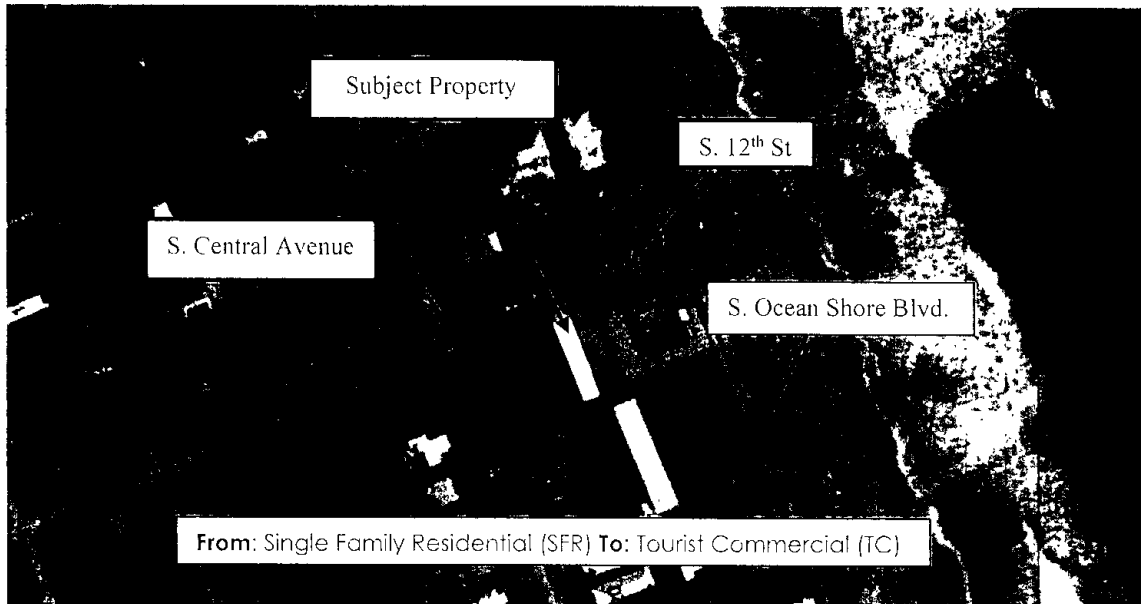 Subject Property
S. 12th St
S. Central Avenue
S. Ocean Shore Blvd.
From: Single Family Residential (SFR) To: Tourist Commercial (TC)